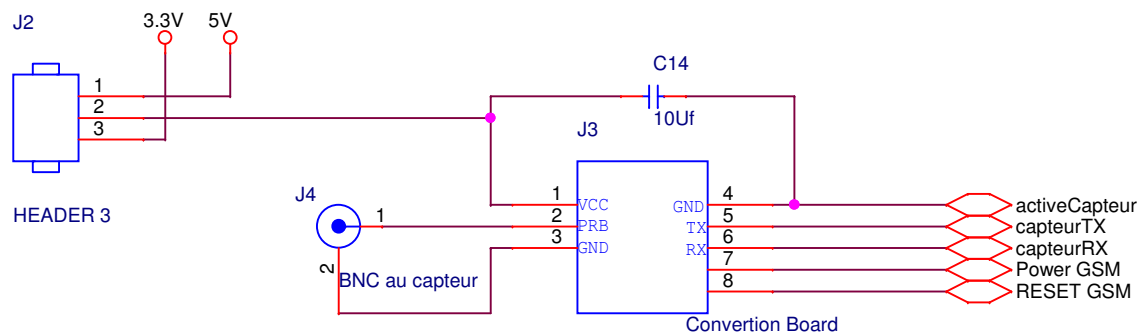 J2
3.3V
5V
1
2
3
HEADER 3
C14
10Uf
J3
J4
1
2
BNC au capteur
1
VCC
2
PRB
3
GND
GND
4
TX
5
RX
6
7
8
Convertion Board
activeCapteur
capteurTX
capteurRX
Power GSM
RESET GSM